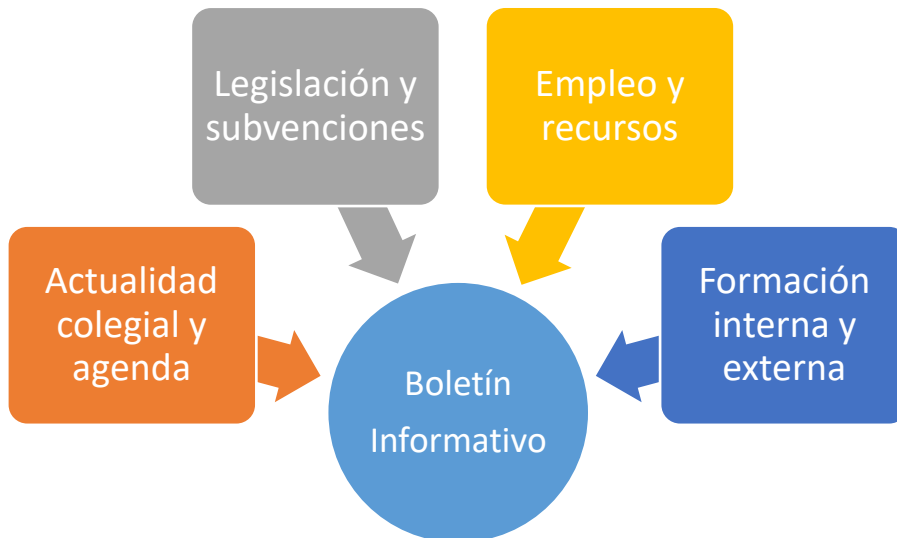 Legislación y
subvenciones
Empleo y
recursos
Actualidad
colegial y
agenda
Formación
interna y
externa
Boletín
Informativo